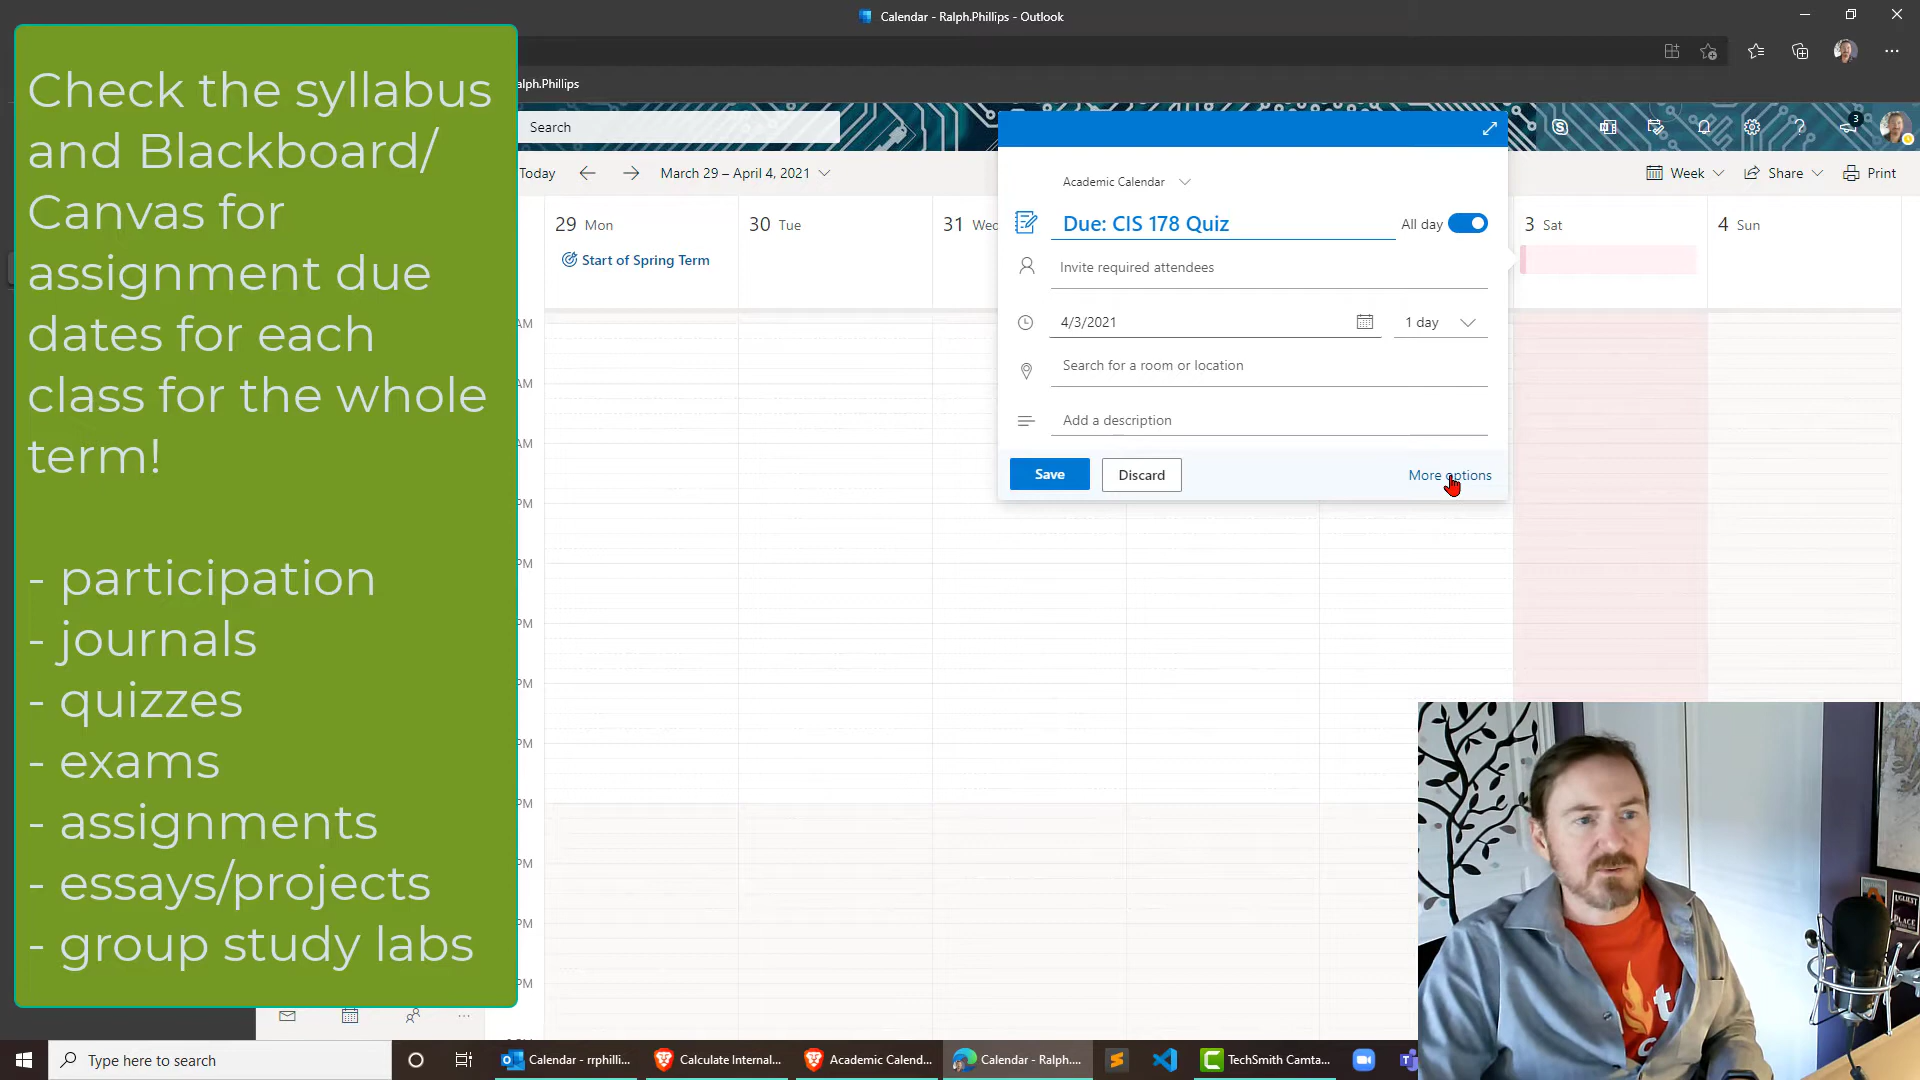 Calendar - Ralph.Phillips - Outlook
alph.Phillips
Check the syllabus
and Blackboard/
Canvas for
assignment due
dates for each
class for the whole
term!
- participation
- journals
- quizzes
- exams
- assignments
- essays/projects
- group study labs
Search
3
Today
March 29 – April 4, 2021
Week
Share
Print
29 Mon
30 Tue
31 Wed
3 Sat
4 Sun
Start of Spring Term
Academic Calendar
Due: CIS 178 Quiz
All day
Invite required attendees
4/3/2021
1 day
Search for a room or location
Add a description
Save
Discard
More options
AM
AM
AM
PM
PM
PM
PM
PM
PM
PM
PM
PM
UGLIEST
PLACE
Type here to search
Calendar - rrphilli...
Calculate Internal...
Academic Calend...
Calendar - Ralph....
TechSmith Camta...